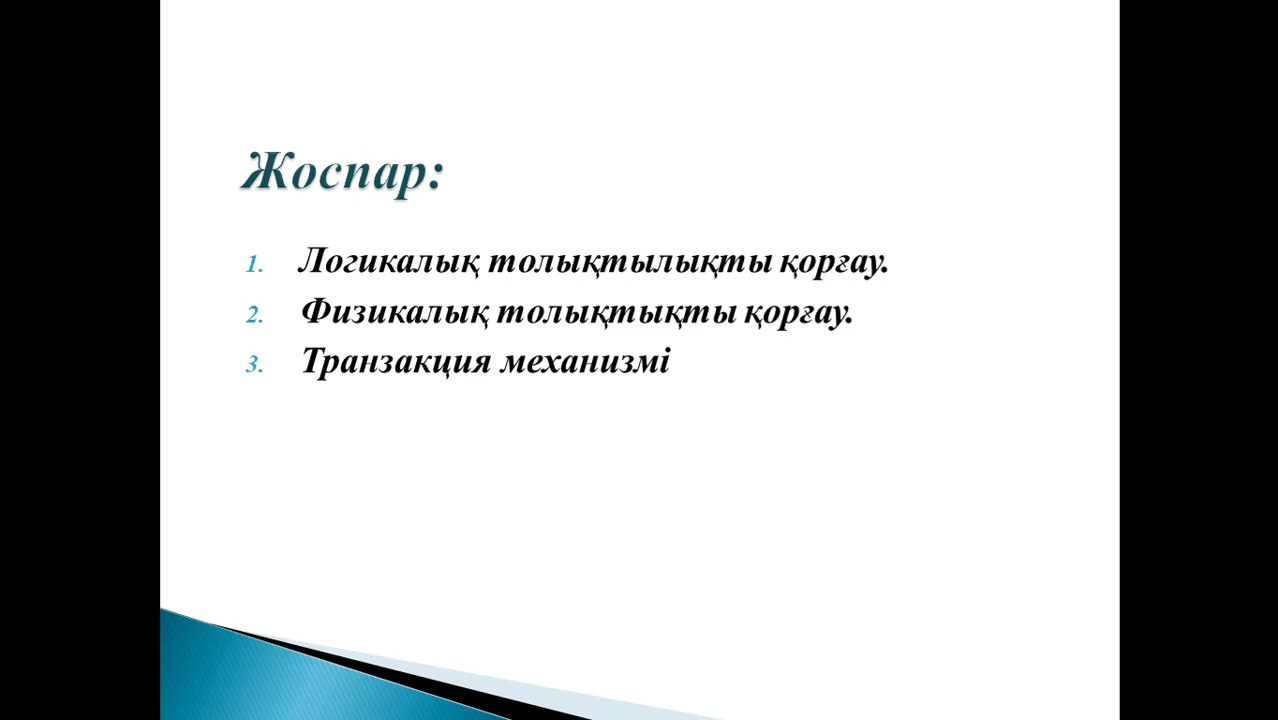 Жоспар:
1. Логикалық толықтылықты қорғау.
2. Физикалық толықтықты қорғау.
3. Транзакция механизмі